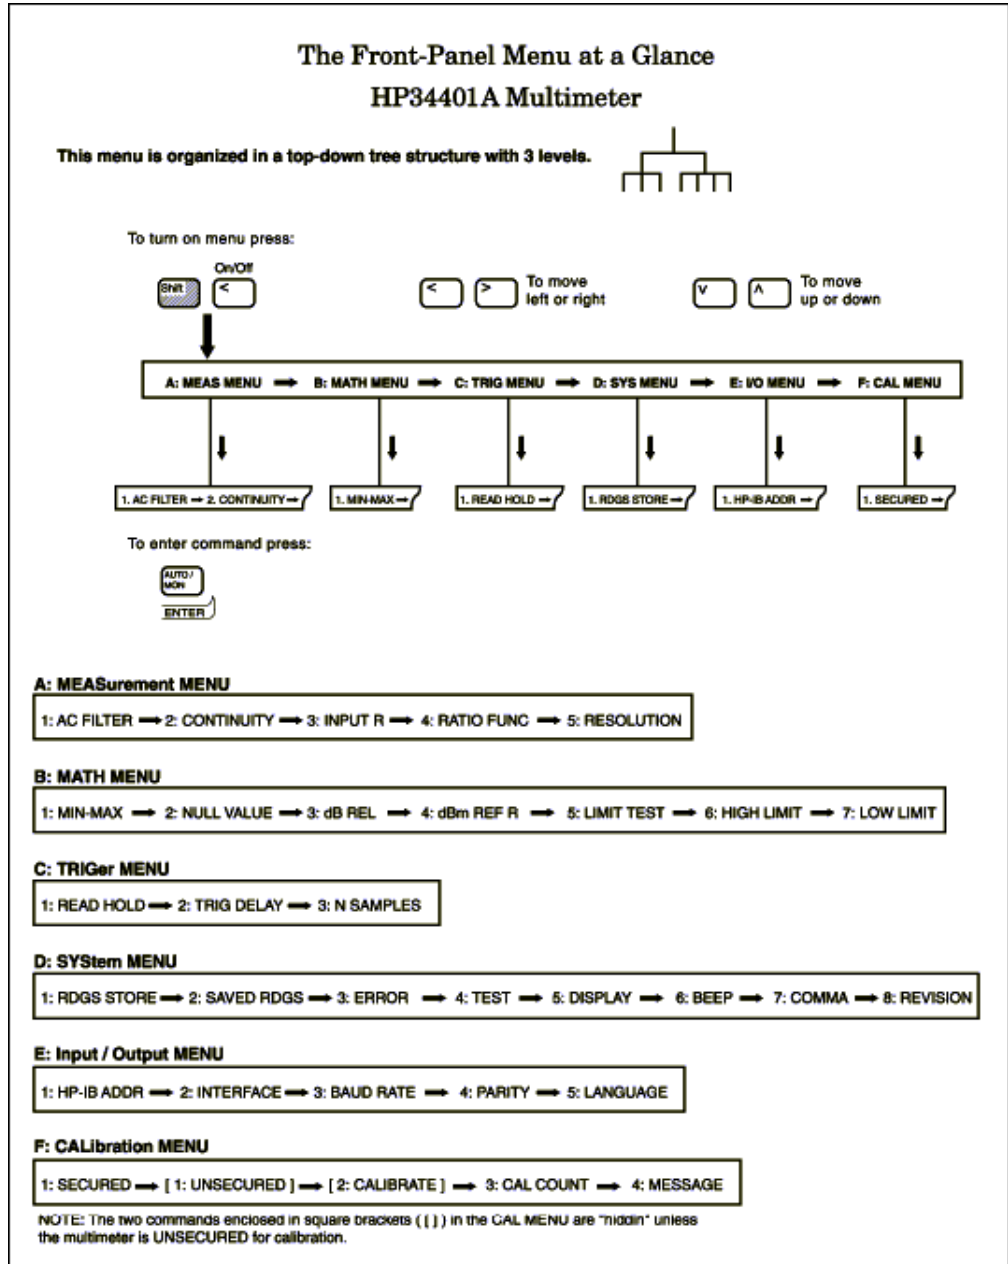 The Front-Panel Menu at a Glance
HP34401A Multimeter
This menu is organized in a top-down tree structure with 3 levels.
To turn on menu press:
On/Off
Shift <
< > To move left or right
v ʌ To move up or down
A: MEAS MENU → B: MATH MENU → C: TRIG MENU → D: SYS MENU → E: I/O MENU → F: CAL MENU
1. AC FILTER → 2. CONTINUITY →
1. MIN-MAX →
1. READ HOLD →
1. RDGS STORE →
1. HP-IB ADDR →
1. SECURED →
To enter command press:
AUTO/
MON
ENTER
A: MEASurement MENU
1: AC FILTER → 2: CONTINUITY → 3: INPUT R → 4: RATIO FUNC → 5: RESOLUTION
B: MATH MENU
1: MIN-MAX → 2: NULL VALUE → 3: dB REL → 4: dBm REF R → 5: LIMIT TEST → 6: HIGH LIMIT → 7: LOW LIMIT
C: TRIGer MENU
1: READ HOLD → 2: TRIG DELAY → 3: N SAMPLES
D: SYStem MENU
1: RDGS STORE → 2: SAVED RDGS → 3: ERROR → 4: TEST → 5: DISPLAY → 6: BEEP → 7: COMMA → 8: REVISION
E: Input / Output MENU
1: HP-IB ADDR → 2: INTERFACE → 3: BAUD RATE → 4: PARITY → 5: LANGUAGE
F: CALibration MENU
1: SECURED → [ 1: UNSECURED ] → [ 2: CALIBRATE ] → 3: CAL COUNT → 4: MESSAGE
NOTE: The two commands enclosed in square brackets ( [ ] ) in the CAL MENU are "hiddin" unless
the multimeter is UNSECURED for calibration.